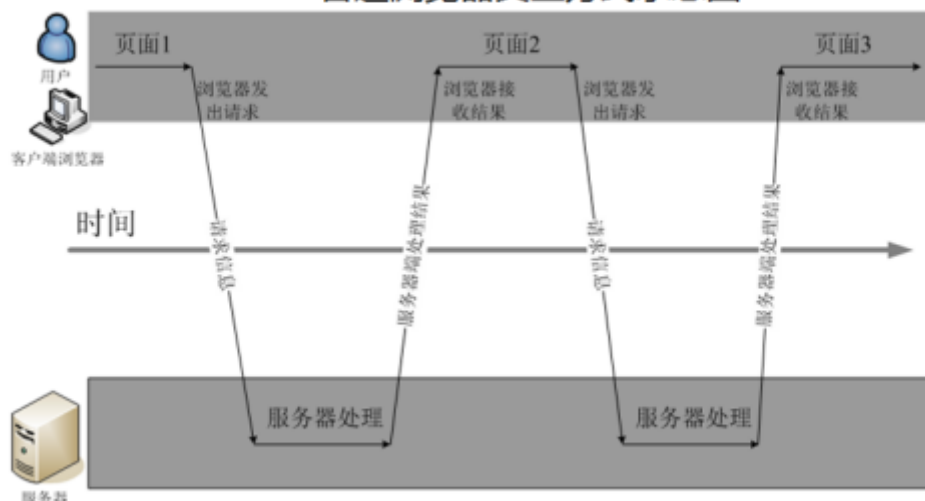 页面1
页面2
页面3
用户
浏览器发
出请求
浏览器接
收结果
浏览器发
出请求
浏览器接
收结果
客户端浏览器
时间
请求信息
服务器端处理结果
请求信息
服务器端处理结果
服务器处理
服务器处理
服务器